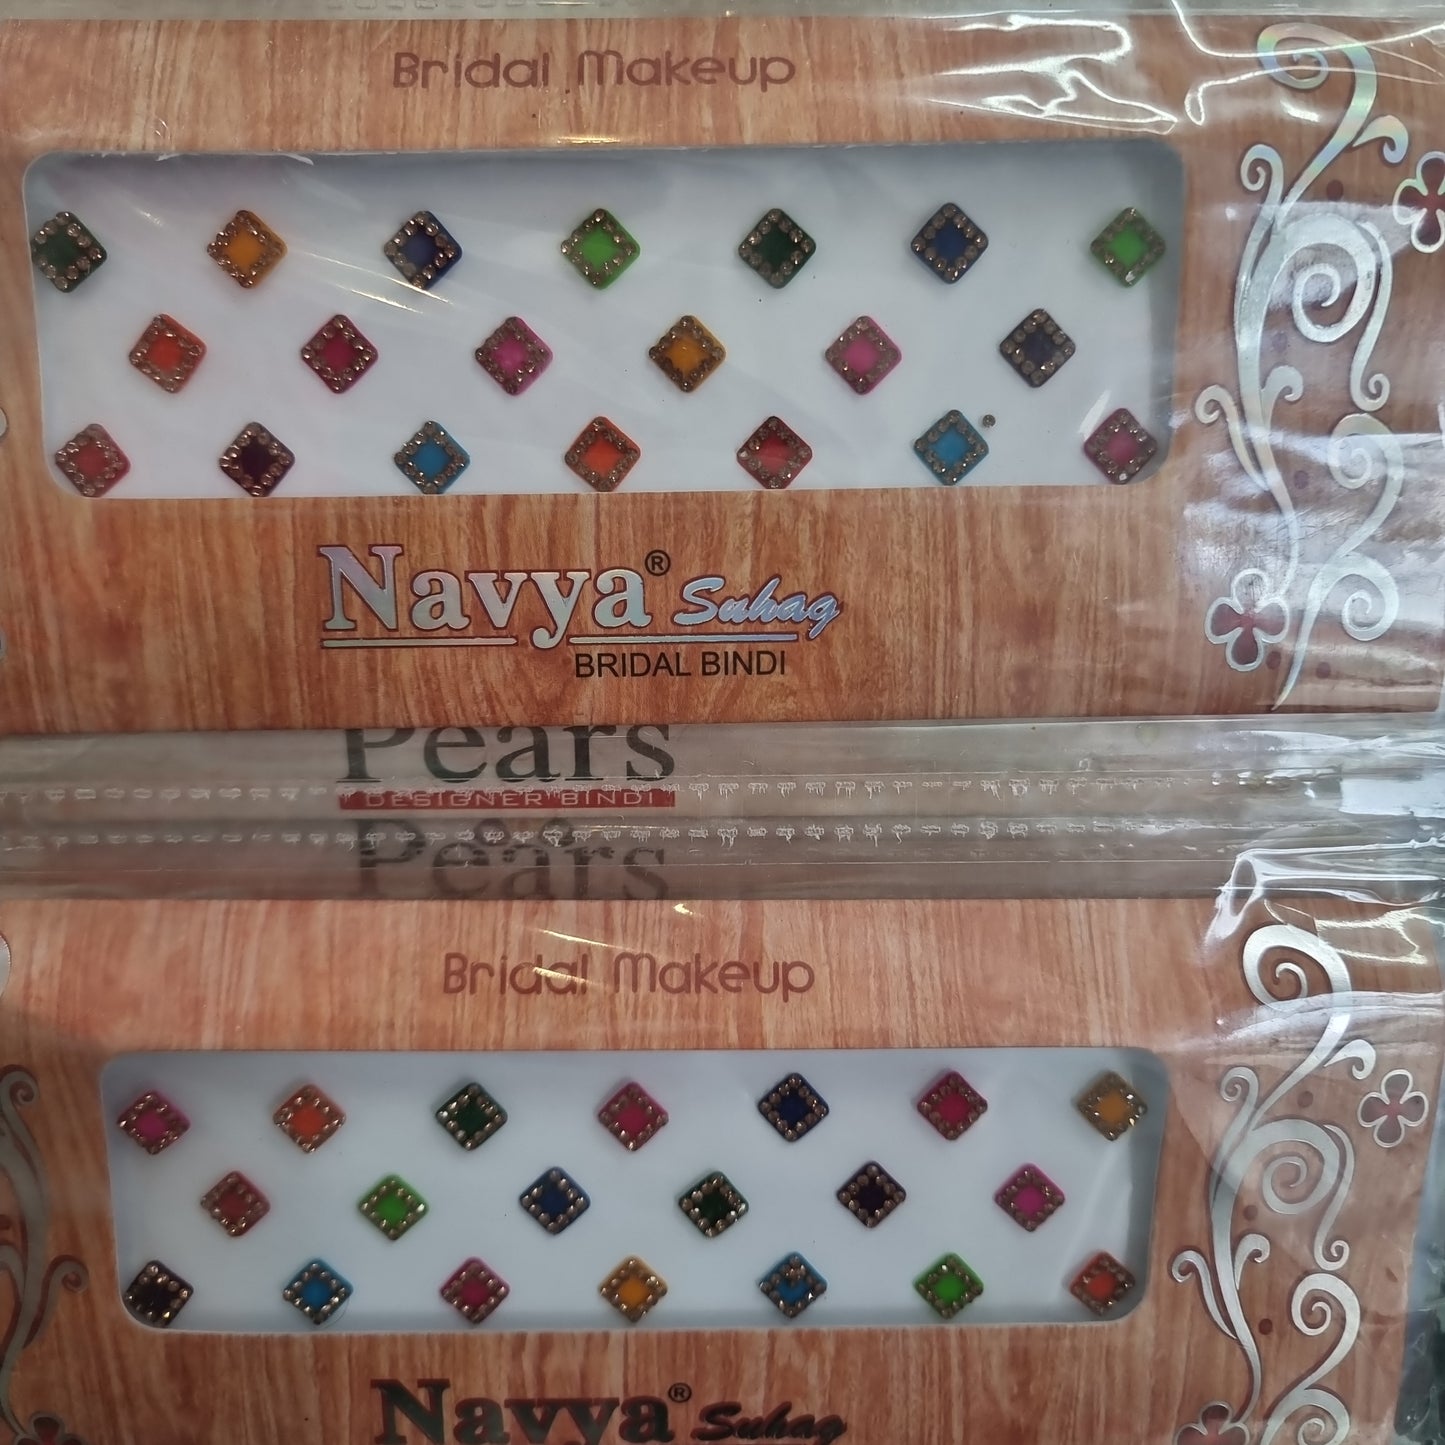 Bridal Makeup
Navya® Suhag
BRIDAL BINDI
Pears
DESIGNER BINDI
Pears
Bridal Makeup
Navya® Suhag